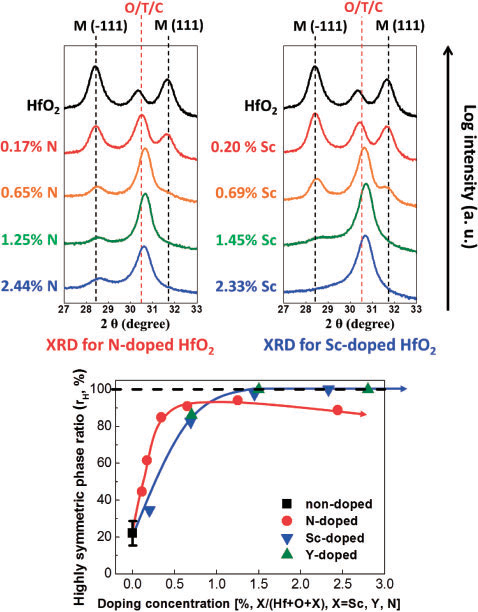 O/T/C
M (-111) M (111)
O/T/C
M (-111) M (111)
HfO₂
0.17% N
0.65% N
1.25% N
2.44% N
27 28 29 30 31 32 33
2 θ (degree)
XRD for N-doped HfO₂
HfO₂
0.20 % Sc
0.69% Sc
1.45% Sc
2.33% Sc
27 28 29 30 31 32 33
2 θ (degree)
XRD for Sc-doped HfO₂
Log intensity (a. u.)
Highly symmetric phase ratio (rH, %)
100
80
60
40
20
0
non-doped
N-doped
Sc-doped
Y-doped
0.0 0.5 1.0 1.5 2.0 2.5 3.0
Doping concentration [%, X/(Hf+O+X), X=Sc, Y, N]